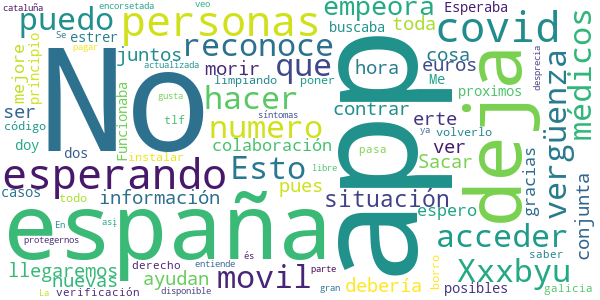 cataluña encorsetada veo empeora Esperaba
puedo personas covid
Se estrer juntos reconoce buscaba toda
mejore principio No morir que hora cosa médicos
actualizada pagar euros Me
limpiando poner proximos
ser Funcionaba hacer app deja vergüenza
código gusta síntomas contrar erte
doy dos tlf numero colaboración ya volverlo desprecia
instalar Esto pasa ver Sacar
esperando pues gracias conjunta
casos todo información situación libre espero
españa acceder
En derecho debería Xxxbyu
llegaremos nuevas así ayudan movil saber
protegernos és parte borro posibles galicia
La verificación disponible entiende gran